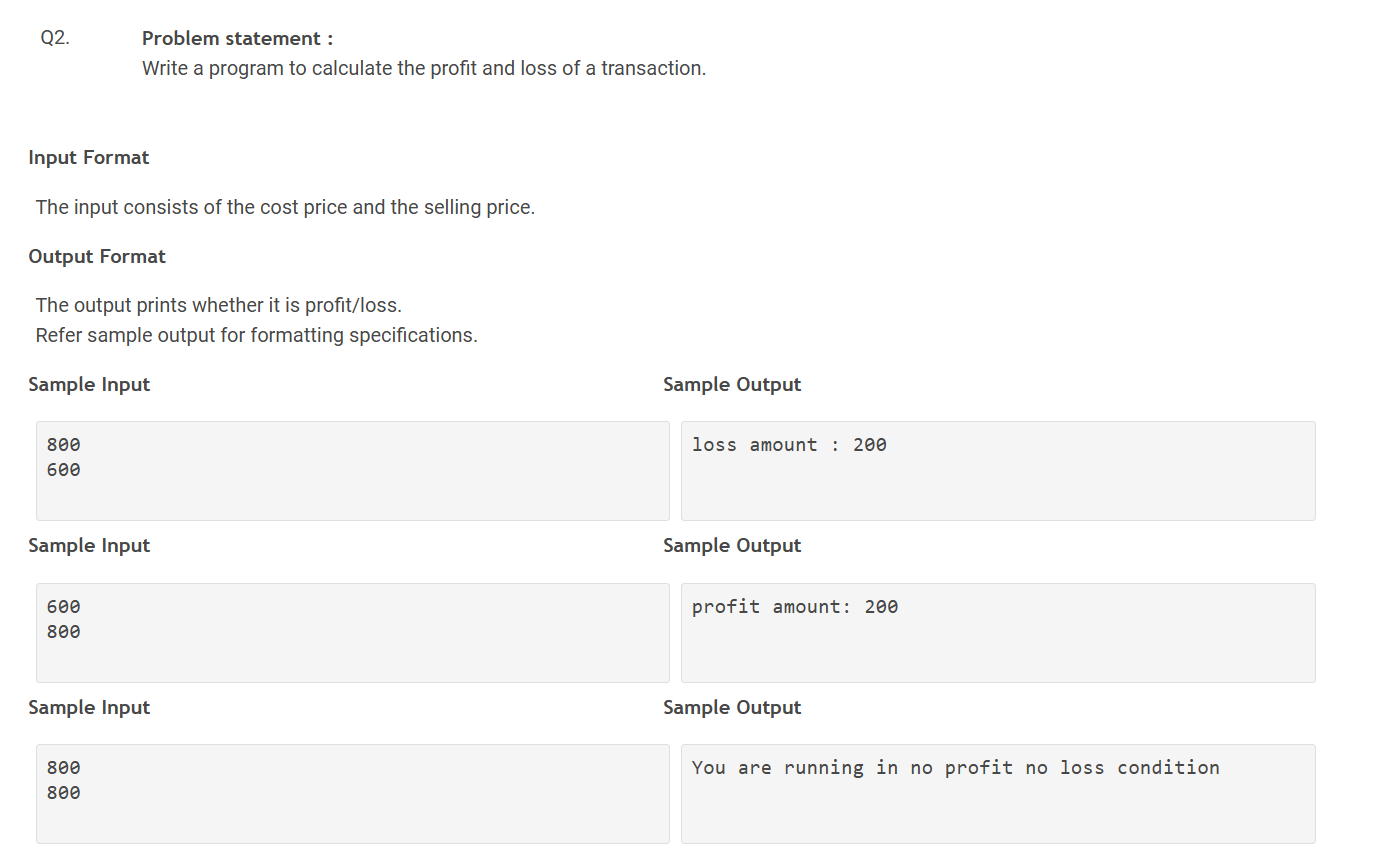 Q2. Problem statement :
Write a program to calculate the profit and loss of a transaction.
Input Format
The input consists of the cost price and the selling price.
Output Format
The output prints whether it is profit/loss.
Refer sample output for formatting specifications.
Sample Input Sample Output
800 loss amount : 200
600
Sample Input Sample Output
600 profit amount: 200
800
Sample Input Sample Output
800 You are running in no profit no loss condition
800